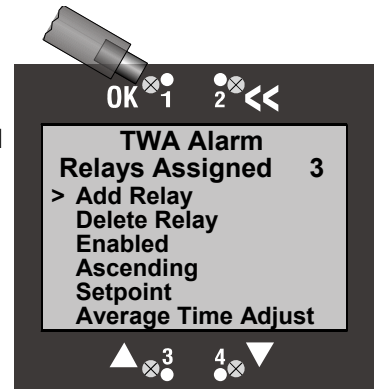 OK 1 2 <<
TWA Alarm
Relays Assigned 3
> Add Relay
Delete Relay
Enabled
Ascending
Setpoint
Average Time Adjust
3 4